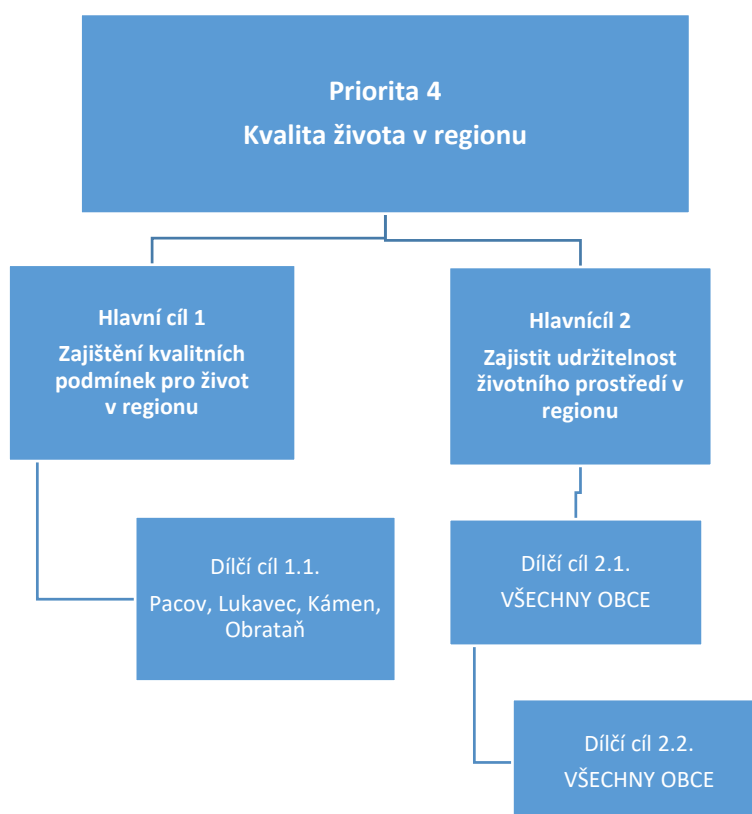 Priorita 4
Kvalita života v regionu
Hlavní cíl 1
Zajištění kvalitních
podmínek pro život
v regionu
Hlavnícíl 2
Zajistit udržitelnost
životního prostředí v
regionu
Dílčí cíl 1.1.
Pacov, Lukavec, Kámen,
Obrataň
Dílčí cíl 2.1.
VŠECHNY OBCE
Dílčí cíl 2.2.
VŠECHNY OBCE